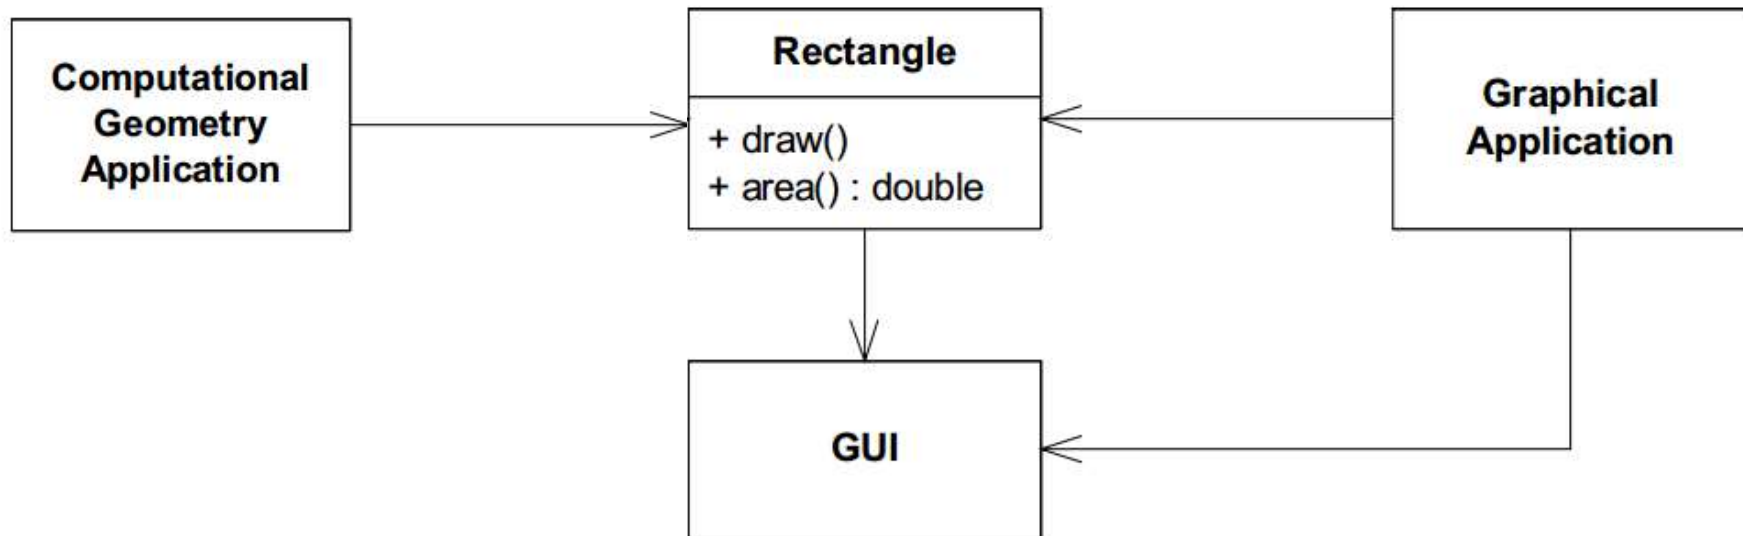 Computational
Geometry
Application
Rectangle
+ draw()
+ area() : double
Graphical
Application
GUI